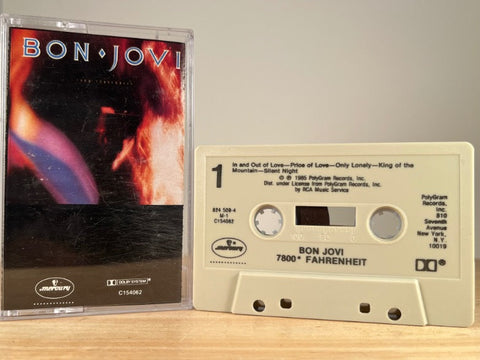 BON◊JOVI
mercury
DOLBY SYSTEM
C154062
1
In and Out of Love—Price of Love—Only Lonely—King of the
Mountain—Silent Night
© ℗ 1985 PolyGram Records, Inc.
Dist. under License from PolyGram Records, Inc.
by RCA Music Service
824 509-4
M-1
C154062
PolyGram
Records,
Inc.
810
Seventh
Avenue
New York,
N.Y.
10019
mercury
BON JOVI
7800° FAHRENHEIT